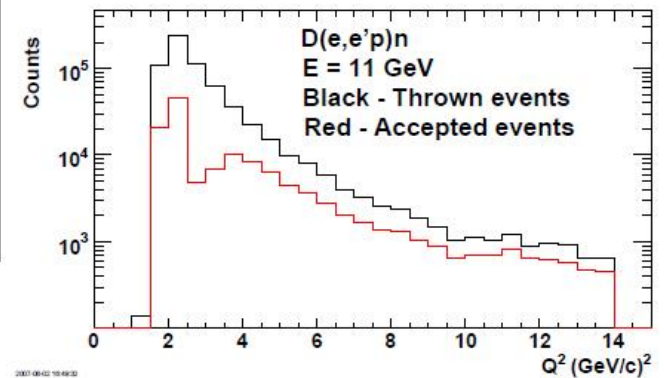 D(e,e'p)n
E = 11 GeV
Black - Thrown events
Red - Accepted events
Counts
10⁵
10⁴
10³
0 2 4 6 8 10 12 14
Q² (GeV/c)²